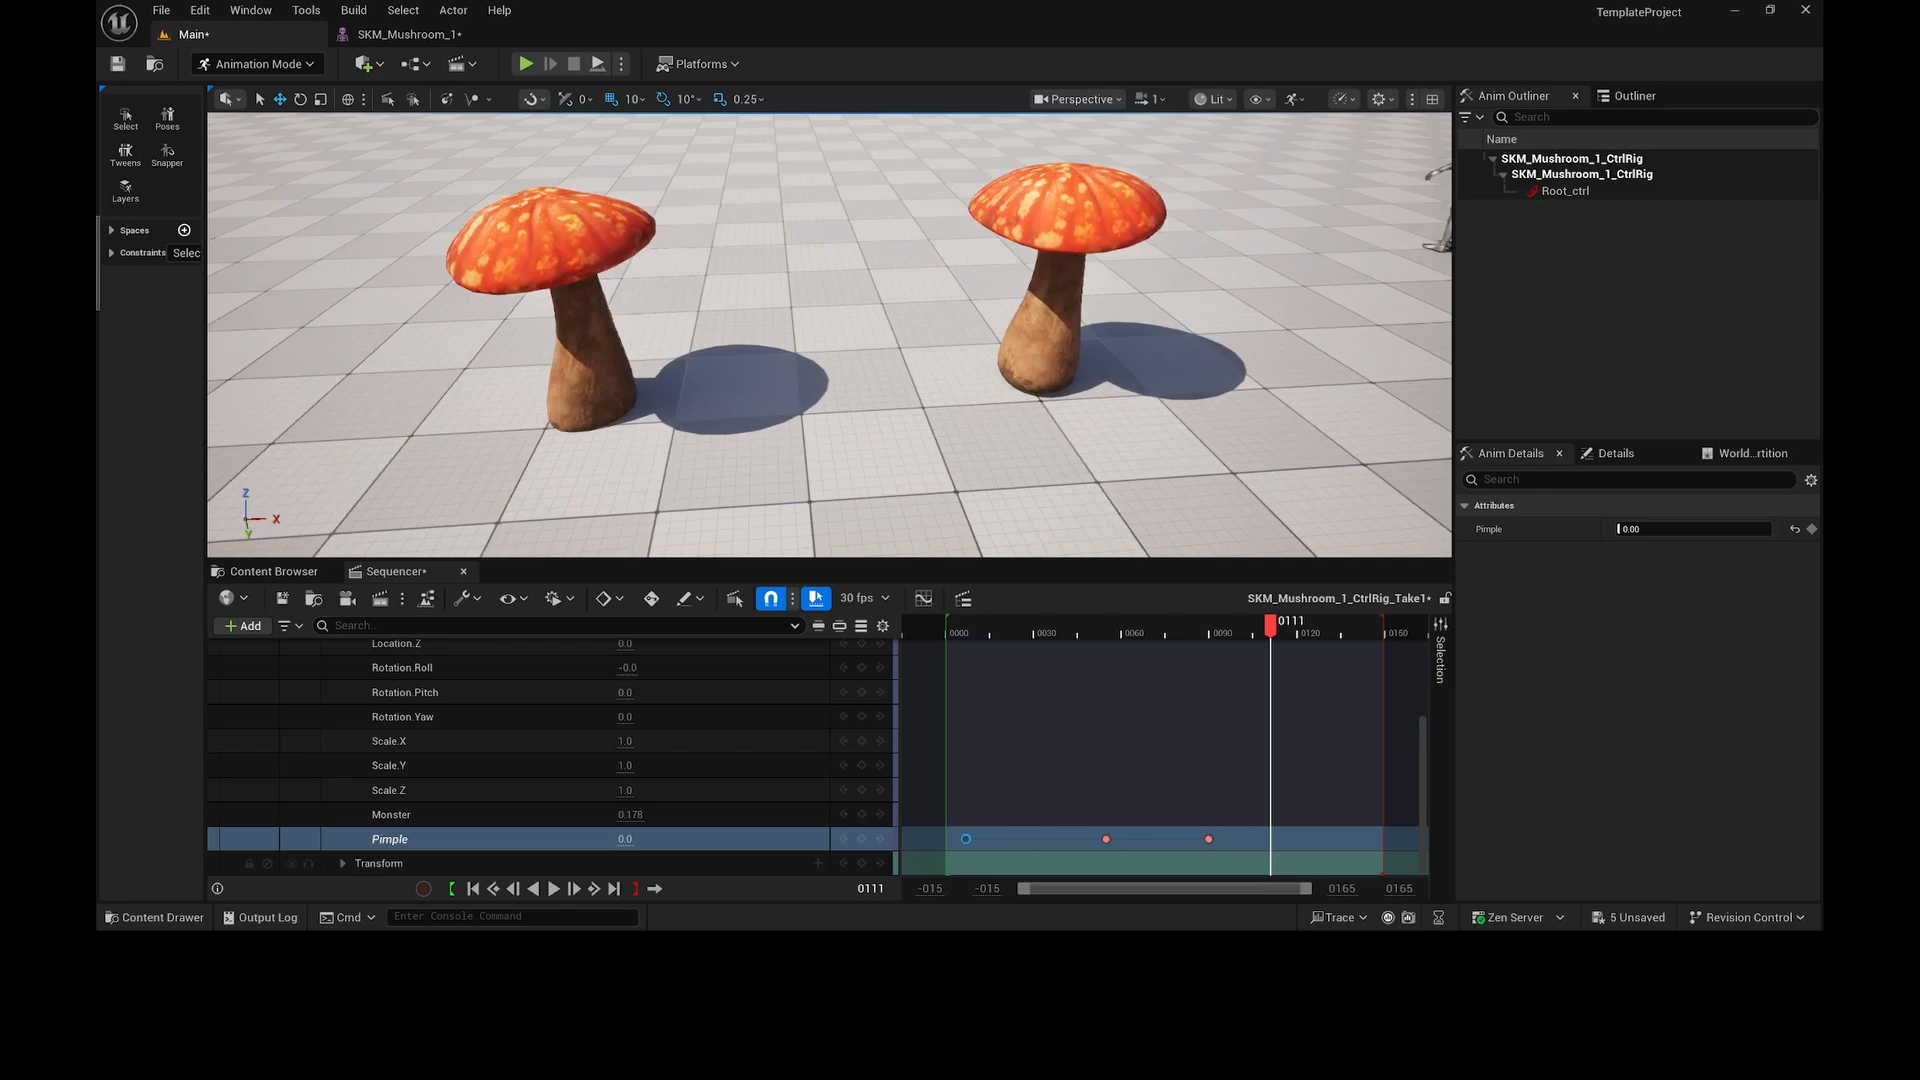 File Edit Window Tools Build Select Actor Help
TemplateProject
Main*
SKM_Mushroom_1*
Animation Mode
Platforms
Select Poses
Tweens Snapper
Layers
Spaces
Constraints Selec
0 10 10° 0.25
Perspective 1 Lit
Z
X
Y
Anim Outliner
Outliner
Search
Name
SKM_Mushroom_1_CtrlRig
SKM_Mushroom_1_CtrlRig
Root_ctrl
Anim Details
Details
World...rtition
Search
Attributes
Pimple 0.00
Content Browser
Sequencer*
30 fps
SKM_Mushroom_1_CtrlRig_Take1*
Add
Search...
0111
0000 0030 0060 0090 0120 0150
Selection
Location.Z 0.0
Rotation.Roll -0.0
Rotation.Pitch 0.0
Rotation.Yaw 0.0
Scale.X 1.0
Scale.Y 1.0
Scale.Z 1.0
Monster 0.178
Pimple 0.0
Transform
0111
-015 -015 0165 0165
Content Drawer Output Log Cmd Enter Console Command
Trace Zen Server 5 Unsaved Revision Control